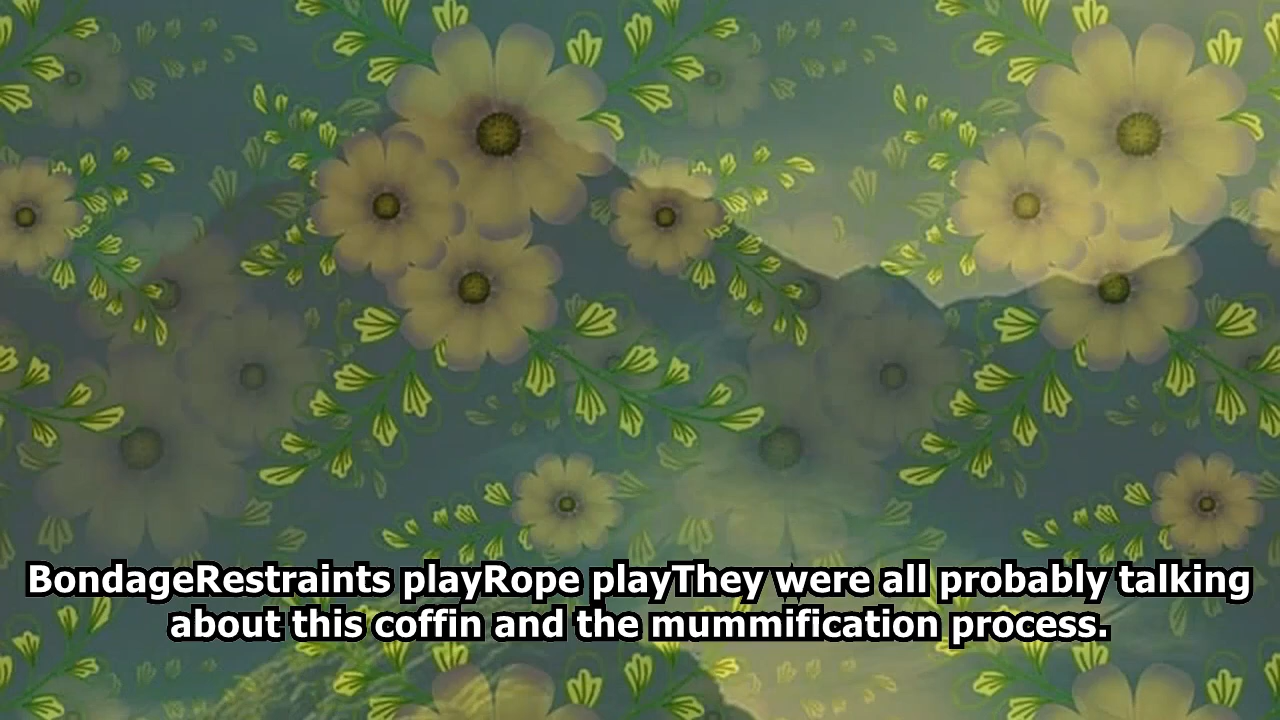 BondageRestraints playRope playThey were all probably talking
about this coffin and the mummification process.